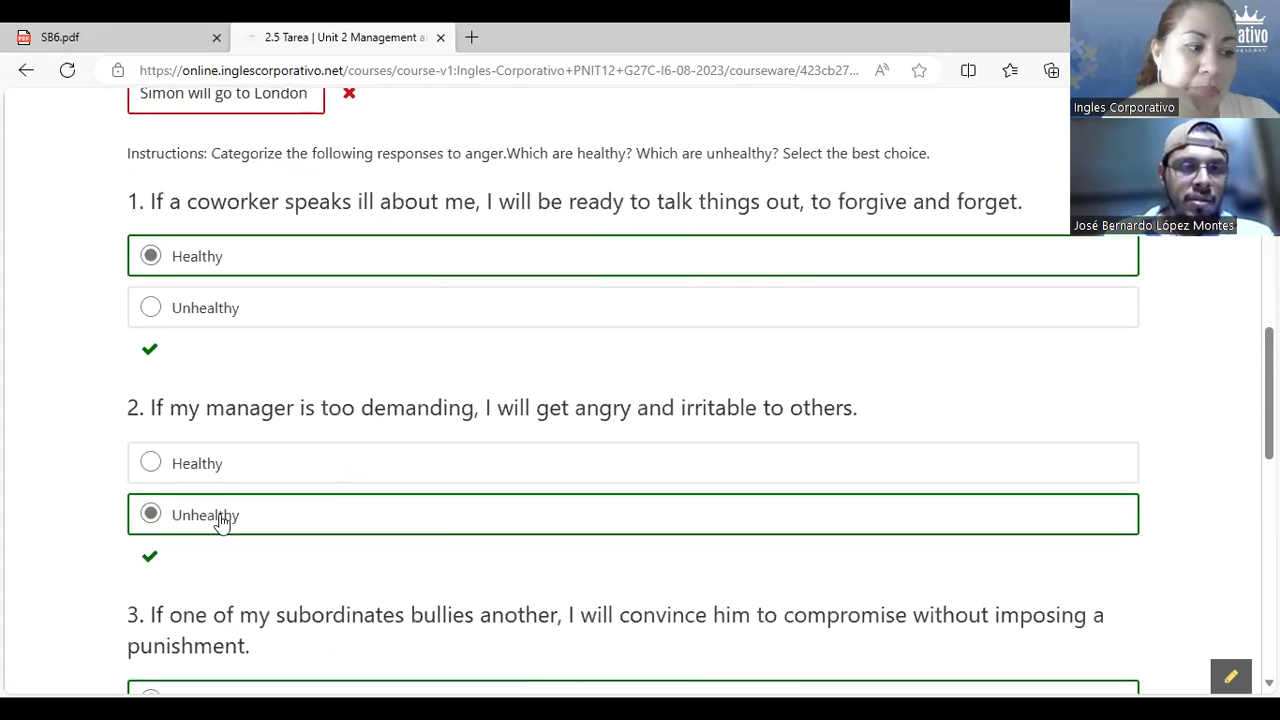 SB6.pdf
2.5 Tarea | Unit 2 Management a
https://online.inglescorporativo.net/courses/course-v1:Ingles-Corporativo+PNIT12+G27C-I6-08-2023/courseware/423cb27...
ativo
Ingles Corporativo
José Bernardo López Montes
Simon will go to London
Instructions: Categorize the following responses to anger.Which are healthy? Which are unhealthy? Select the best choice.
1. If a coworker speaks ill about me, I will be ready to talk things out, to forgive and forget.
Healthy
Unhealthy
2. If my manager is too demanding, I will get angry and irritable to others.
Healthy
Unhealthy
3. If one of my subordinates bullies another, I will convince him to compromise without imposing a
punishment.